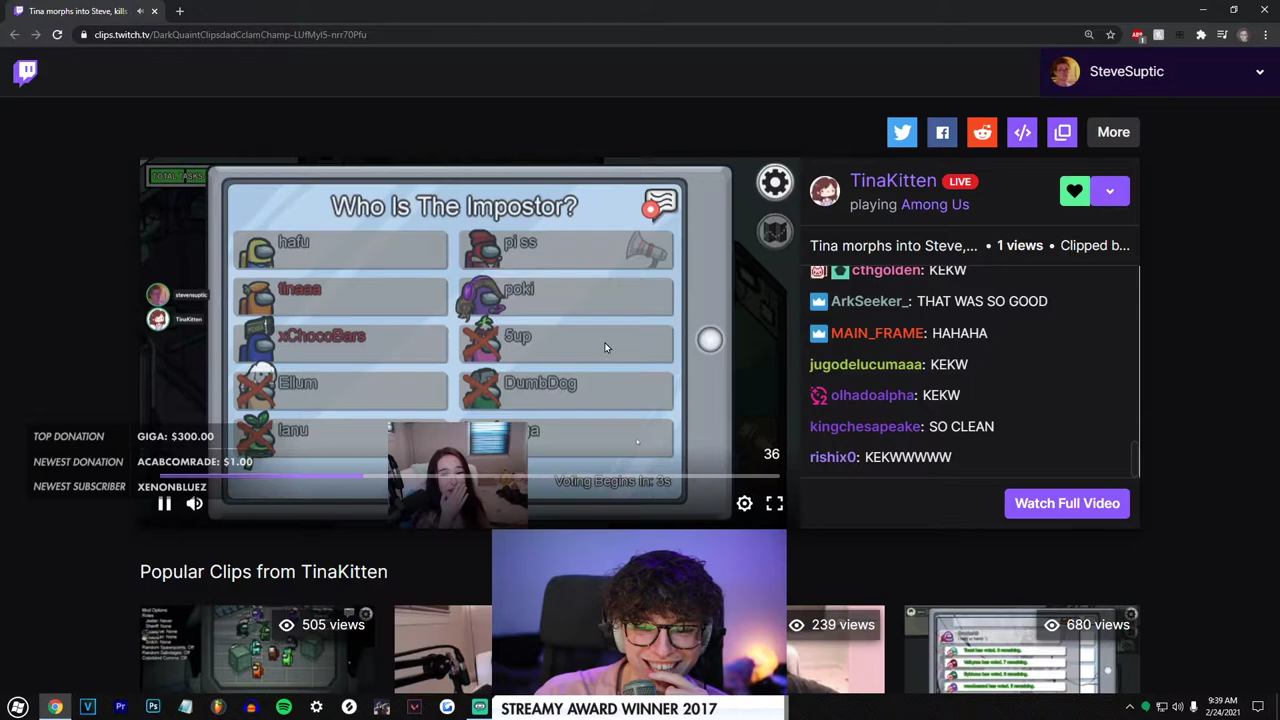 Tina morphs into Steve, kills
clips.twitch.tv/DarkQuaintClipsdadCclamChamp-LUfMyI5-nrr70Pfu
SteveSuptic
More
TOTAL TASKS
Who Is The Impostor?
hafu
pi ss
tinaaa
poki
xChocoBars
5up
Ellum
DumbDog
Ianu
Voting Begins In: 3s
stevensuptic
TinaKitten
TOP DONATION GIGA: $300.00
NEWEST DONATION ACABCOMRADE: $1.00
NEWEST SUBSCRIBER XENONBLUEZ
36
TinaKitten LIVE
playing Among Us
Tina morphs into Steve,... • 1 views • Clipped b...
cthgolden: KEKW
ArkSeeker_: THAT WAS SO GOOD
MAIN_FRAME: HAHAHA
jugodelucumaaa: KEKW
olhadoalpha: KEKW
kingchesapeake: SO CLEAN
rishix0: KEKWWWWW
Watch Full Video
Popular Clips from TinaKitten
505 views
239 views
680 views
STREAMY AWARD WINNER 2017
9:39 AM
2/24/2021